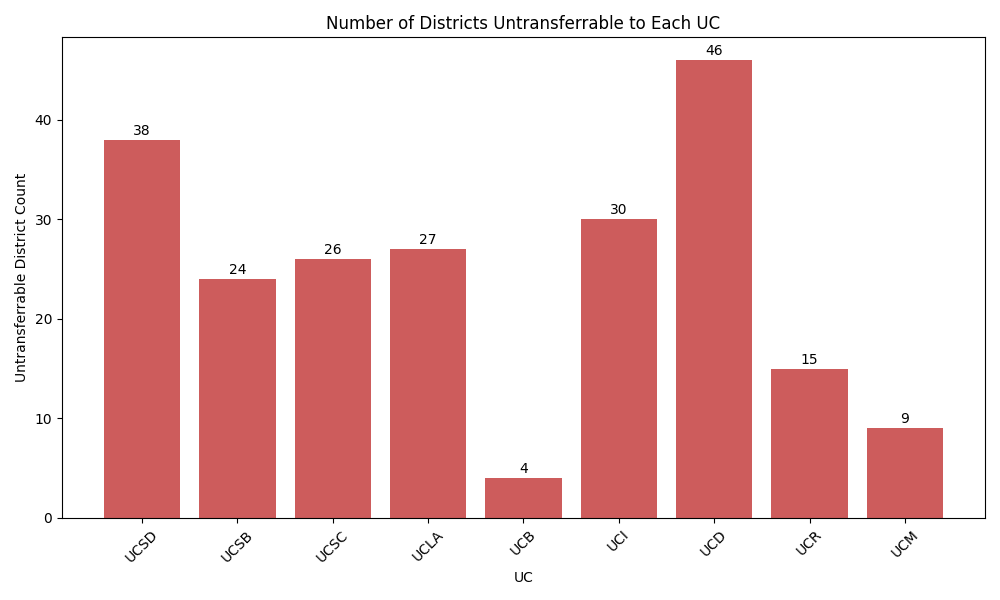 Number of Districts Untransferrable to Each UC
Untransferrable District Count
40
30
20
10
0
38
24
26
27
4
30
46
15
9
UCSD
UCSB
UCSC
UCLA
UCB
UCI
UCD
UCR
UCM
UC